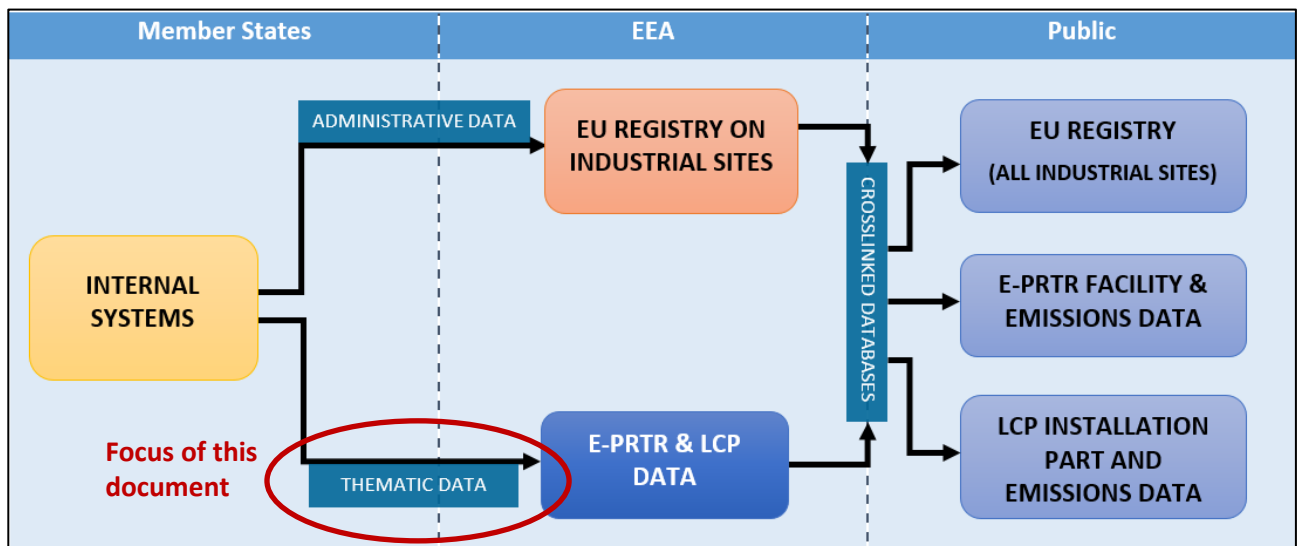 Member States
EEA
Public
ADMINISTRATIVE DATA
EU REGISTRY ON
INDUSTRIAL SITES
EU REGISTRY
(ALL INDUSTRIAL SITES)
INTERNAL
SYSTEMS
CROSSLINKED DATABASES
E-PRTR FACILITY &
EMISSIONS DATA
Focus of this
document
THEMATIC DATA
E-PRTR & LCP
DATA
LCP INSTALLATION
PART AND
EMISSIONS DATA